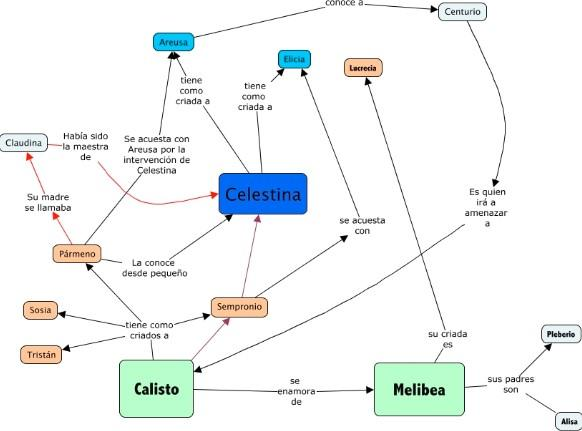 conoce a
Centurio
Areusa
Elicia
Lucrecia
tiene
como
criada a
tiene
como
criada a
Claudina
Había sido
la maestra
de
Se acuesta con
Areusa por la
intervención de
Celestina
Celestina
Su madre
se llamaba
Es quien
irá a
amenazar
a
se acuesta
con
Pármeno
La conoce
desde pequeño
Sosia
Sempronio
tiene como
criados a
Tristán
su criada
es
Pleberio
Calisto
se
enamora
de
Melibea
sus padres
son
Alisa